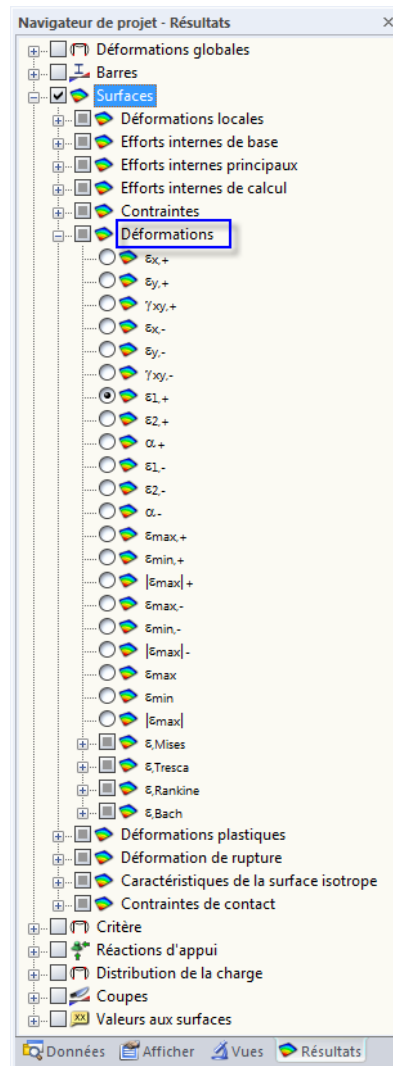 Navigateur de projet - Résultats
Déformations globales
Barres
Surfaces
Déformations locales
Efforts internes de base
Efforts internes principaux
Efforts internes de calcul
Contraintes
Déformations
εx,+
εy,+
γxy,+
εx,-
εy,-
γxy,-
ε1,+
ε2,+
α,+
ε1,-
ε2,-
α,-
εmax,+
εmin,+
|εmax|,+
εmax,-
εmin,-
|εmax|,-
εmax
εmin
|εmax|
ε,Mises
ε,Tresca
ε,Rankine
ε,Bach
Déformations plastiques
Déformation de rupture
Caractéristiques de la surface isotrope
Contraintes de contact
Critère
Réactions d'appui
Distribution de la charge
Coupes
Valeurs aux surfaces
Données Afficher Vues Résultats